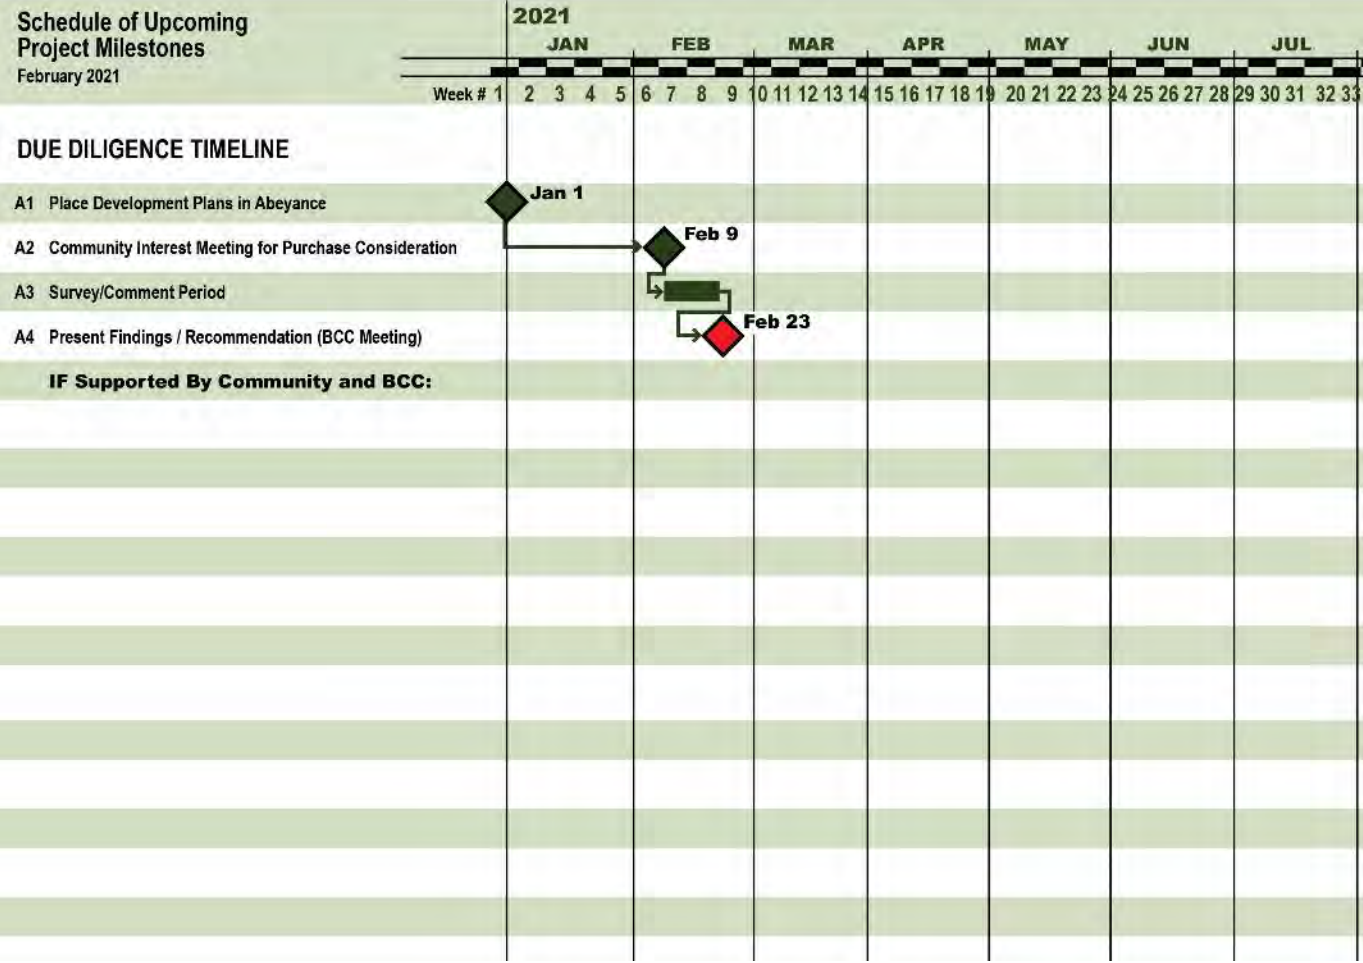 Schedule of Upcoming
Project Milestones
February 2021
2021
JAN FEB MAR APR MAY JUN JUL
Week # 1 2 3 4 5 6 7 8 9 10 11 12 13 14 15 16 17 18 19 20 21 22 23 24 25 26 27 28 29 30 31 32 33
DUE DILIGENCE TIMELINE
A1 Place Development Plans in Abeyance Jan 1
A2 Community Interest Meeting for Purchase Consideration Feb 9
A3 Survey/Comment Period
A4 Present Findings / Recommendation (BCC Meeting) Feb 23
IF Supported By Community and BCC: